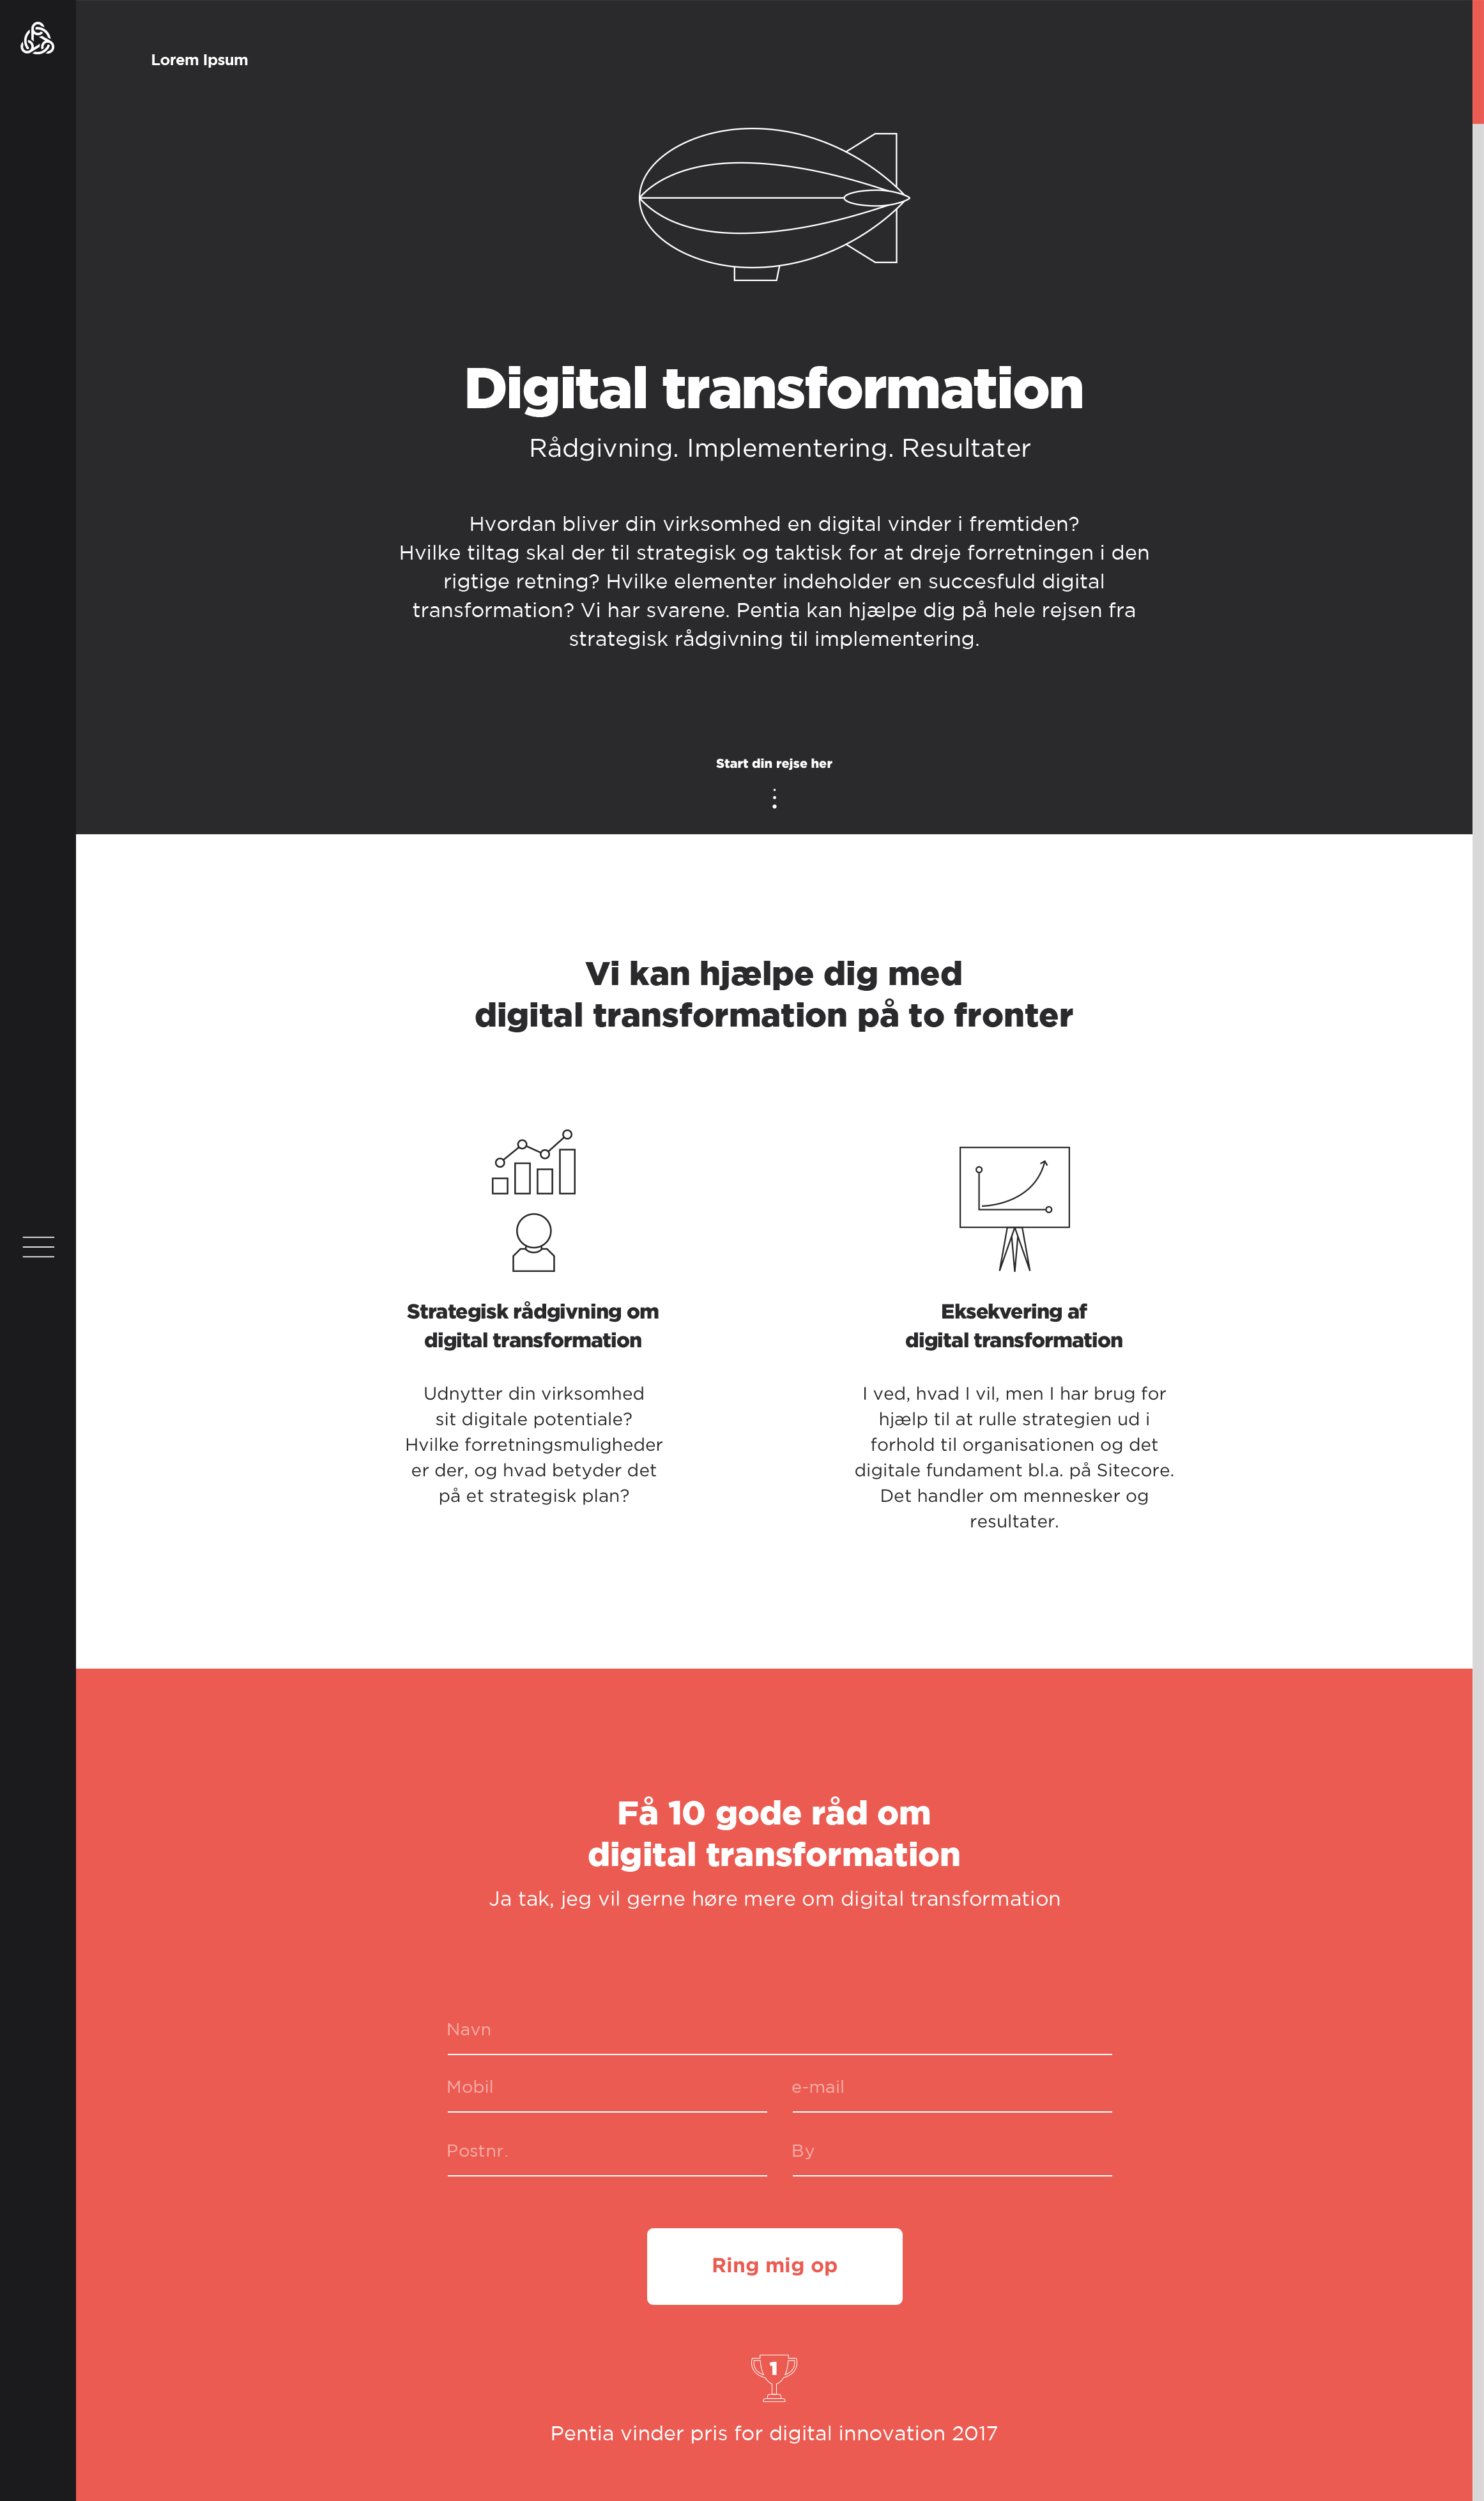 Lorem Ipsum
Digital transformation
Rådgivning. Implementering. Resultater
Hvordan bliver din virksomhed en digital vinder i fremtiden?
Hvilke tiltag skal der til strategisk og taktisk for at dreje forretningen i den
rigtige retning? Hvilke elementer indeholder en succesfuld digital
transformation? Vi har svarene. Pentia kan hjælpe dig på hele rejsen fra
strategisk rådgivning til implementering.
Start din rejse her
Vi kan hjælpe dig med
digital transformation på to fronter
Strategisk rådgivning om
digital transformation
Udnytter din virksomhed
sit digitale potentiale?
Hvilke forretningsmuligheder
er der, og hvad betyder det
på et strategisk plan?
Eksekvering af
digital transformation
I ved, hvad I vil, men I har brug for
hjælp til at rulle strategien ud i
forhold til organisationen og det
digitale fundament bl.a. på Sitecore.
Det handler om mennesker og
resultater.
Få 10 gode råd om
digital transformation
Ja tak, jeg vil gerne høre mere om digital transformation
Navn
Mobil
e-mail
Postnr.
By
Ring mig op
1
Pentia vinder pris for digital innovation 2017